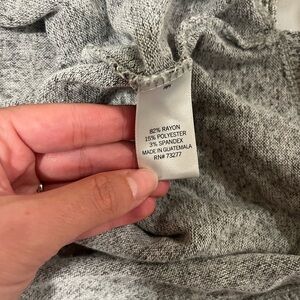 M
82% RAYON
15% POLYESTER
3% SPANDEX
MADE IN GUATEMALA
RN# 73277